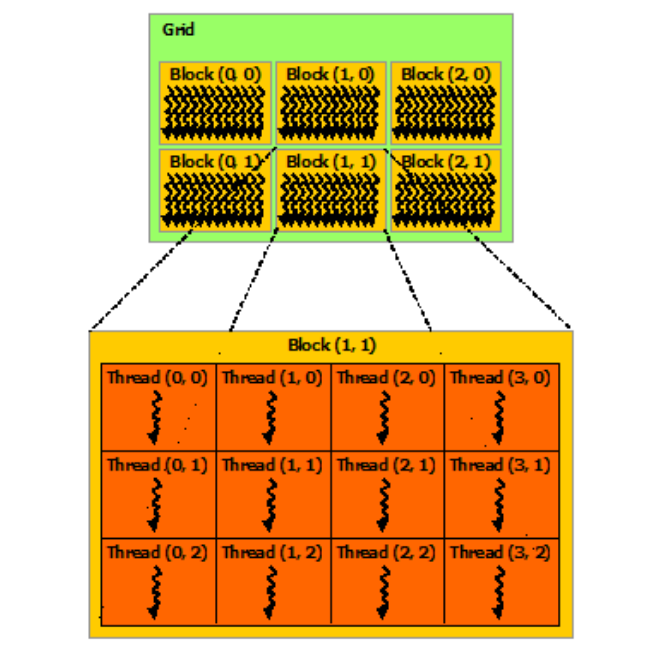 Grid
Block (0, 0) Block (1, 0) Block (2, 0)
Block (0, 1) Block (1, 1) Block (2, 1)
Block (1, 1)
Thread (0, 0) Thread (1, 0) Thread (2, 0) Thread (3, 0)
Thread (0, 1) Thread (1, 1) Thread (2, 1) Thread (3, 1)
Thread (0, 2) Thread (1, 2) Thread (2, 2) Thread (3, 2)